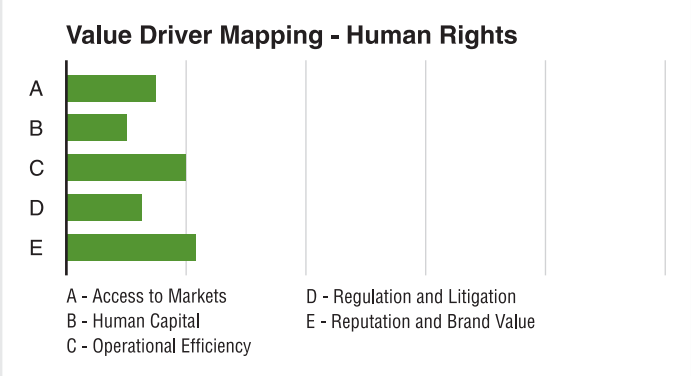 Value Driver Mapping - Human Rights
A
B
C
D
E
A - Access to Markets
B - Human Capital
C - Operational Efficiency
D - Regulation and Litigation
E - Reputation and Brand Value